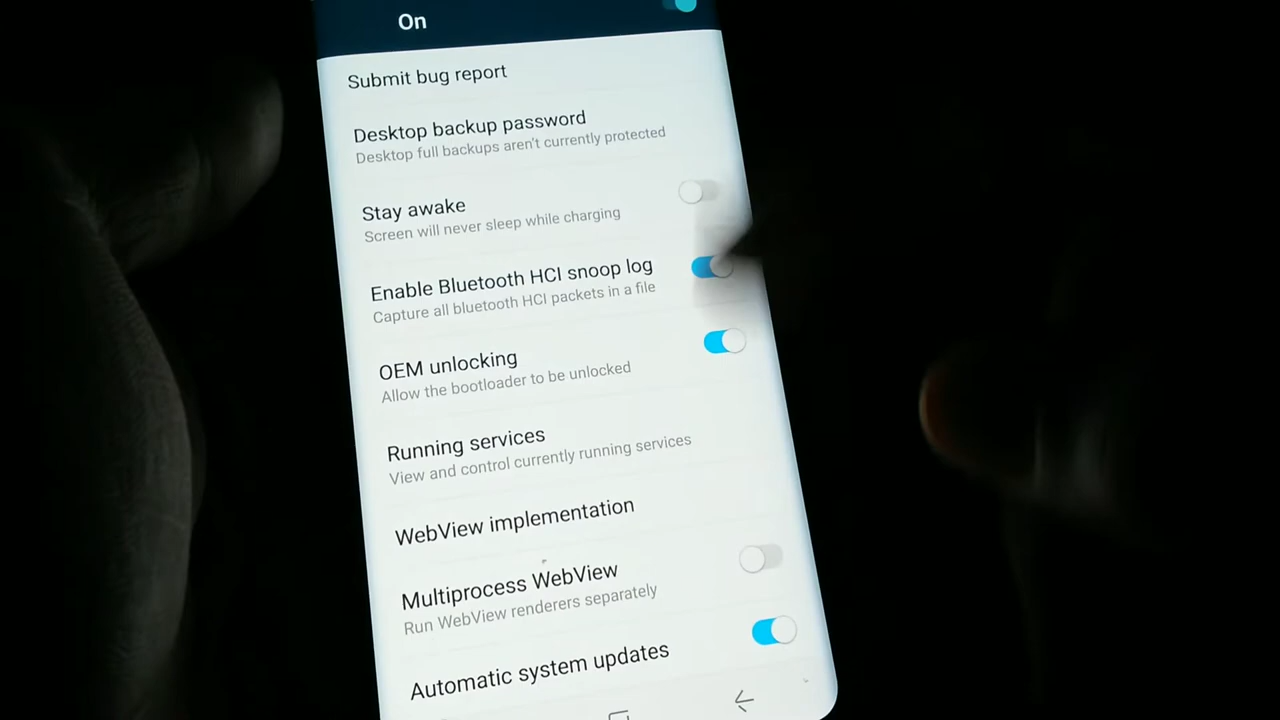 On
Submit bug report
Desktop backup password
Desktop full backups aren't currently protected
Stay awake
Screen will never sleep while charging
Enable Bluetooth HCI snoop log
Capture all bluetooth HCI packets in a file
OEM unlocking
Allow the bootloader to be unlocked
Running services
View and control currently running services
WebView implementation
Multiprocess WebView
Run WebView renderers separately
Automatic system updates